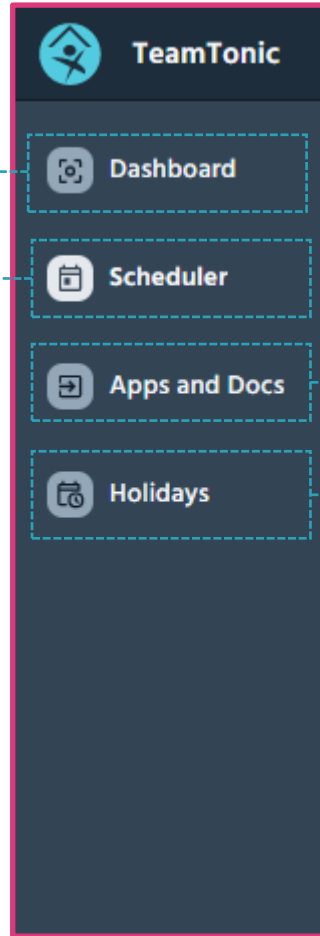 TeamTonic
Dashboard
Scheduler
Apps and Docs
Holidays